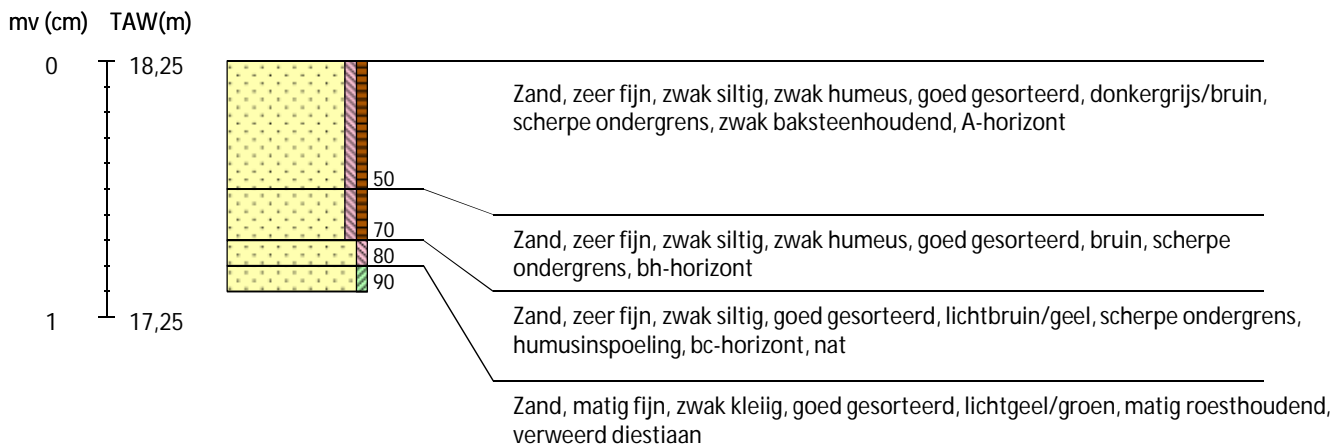 mv (cm) TAW(m)
0 18,25
Zand, zeer fijn, zwak siltig, zwak humeus, goed gesorteerd, donkergrijs/bruin,
scherpe ondergrens, zwak baksteenhoudend, A-horizont
50
Zand, zeer fijn, zwak siltig, zwak humeus, goed gesorteerd, bruin, scherpe
ondergrens, bh-horizont
70
80
90
Zand, zeer fijn, zwak siltig, goed gesorteerd, lichtbruin/geel, scherpe ondergrens,
humusinspoeling, bc-horizont, nat
1 17,25
Zand, matig fijn, zwak kleiig, goed gesorteerd, lichtgeel/groen, matig roesthoudend,
verweerd diestiaan